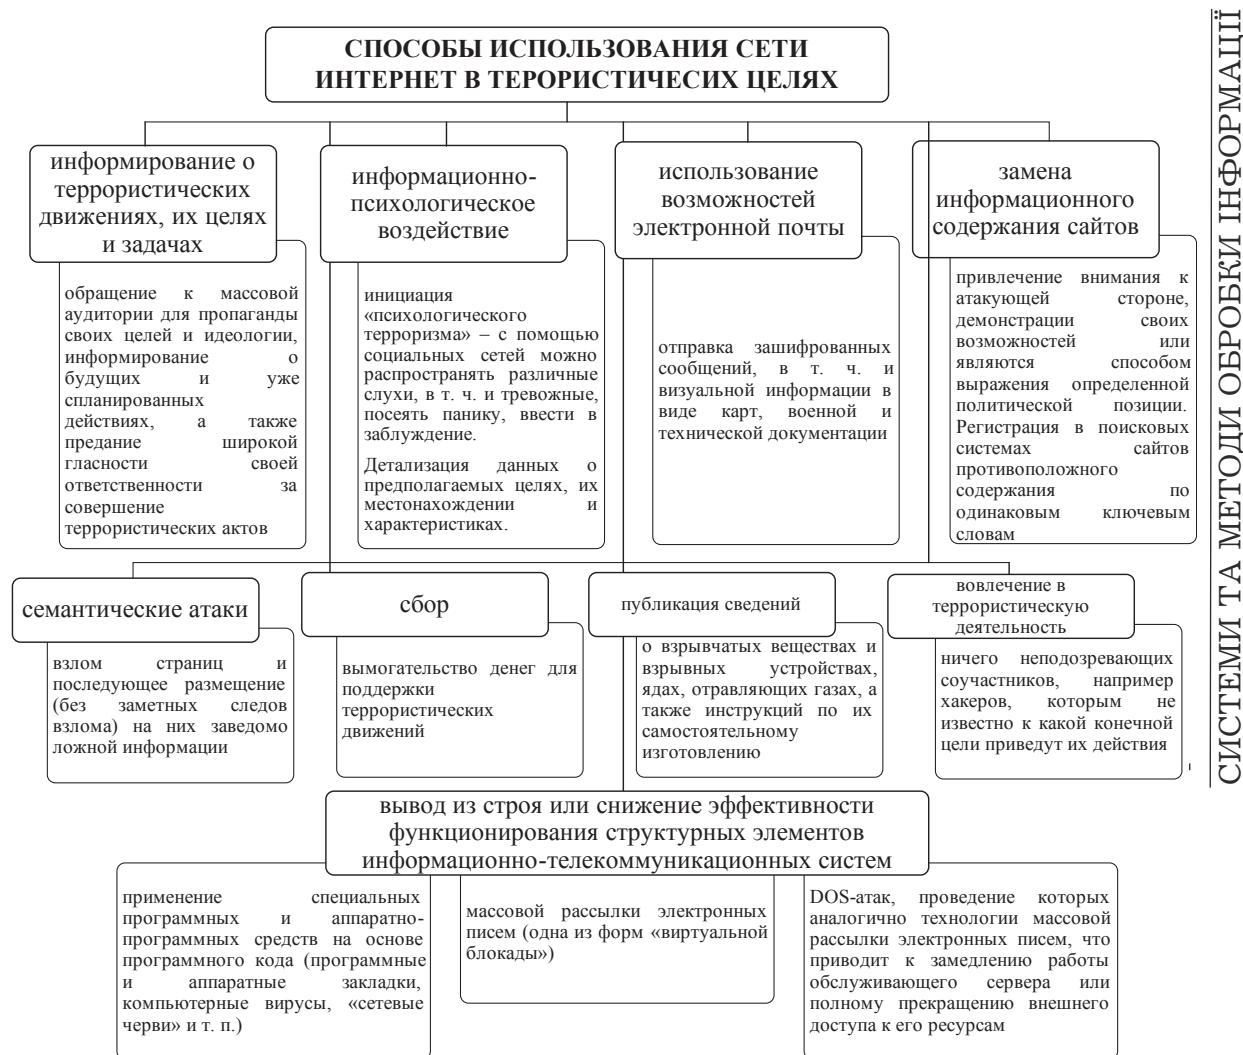 СПОСОБЫ ИСПОЛЬЗОВАНИЯ СЕТИ
ИНТЕРНЕТ В ТЕРОРИСТИЧЕСИХ ЦЕЛЯХ
информирование о
террористических
движениях, их целях
и задачах
обращение к массовой
аудитории для пропаганды
своих целей и идеологии,
информирование о
будущих и уже
спланированных
действиях, а также
предание широкой
гласности своей
ответственности за
совершение
террористических актов
информационно-
психологическое
воздействие
инициация
«психологического
терроризма» – с помощью
социальных сетей можно
распространять различные
слухи, в т. ч. и тревожные,
посеять панику, ввести в
заблуждение.
Детализация данных о
предполагаемых целях, их
местонахождении и
характеристиках.
использование
возможностей
электронной почты
отправка зашифрованных
сообщений, в т. ч. и
визуальной информации в
виде карт, военной и
технической документации
замена
информационного
содержания сайтов
привлечение внимания к
атакующей стороне,
демонстрации своих
возможностей или
являются способом
выражения определенной
политической позиции.
Регистрация в поисковых
системах сайтов
противоположного
содержания по
одинаковым ключевым
словам
семантические атаки
взлом страниц и
последующее размещение
(без заметных следов
взлома) на них заведомо
ложной информации
сбор
вымогательство денег для
поддержки
террористических
движений
публикация сведений
о взрывчатых веществах и
взрывных устройствах,
ядах, отравляющих газах, а
также инструкций по их
самостоятельному
изготовлению
вовлечение в
террористическую
деятельность
ничего неподозревающих
соучастников, например
хакеров, которым не
известно к какой конечной
цели приведут их действия
вывод из строя или снижение эффективности
функционирования структурных элементов
информационно-телекоммуникационных систем
применение специальных
программных и аппаратно-
программных средств на основе
программного кода (программные
и аппаратные закладки,
компьютерные вирусы, «сетевые
черви» и т. п.)
массовой рассылки электронных
писем (одна из форм «виртуальной
блокады»)
DOS-атак, проведение которых
аналогично технологии массовой
рассылки электронных писем, что
приводит к замедлению работы
обслуживающего сервера или
полному прекращению внешнего
доступа к его ресурсам
СИСТЕМИ ТА МЕТОДИ ОБРОБКИ ІНФОРМАЦІЇ